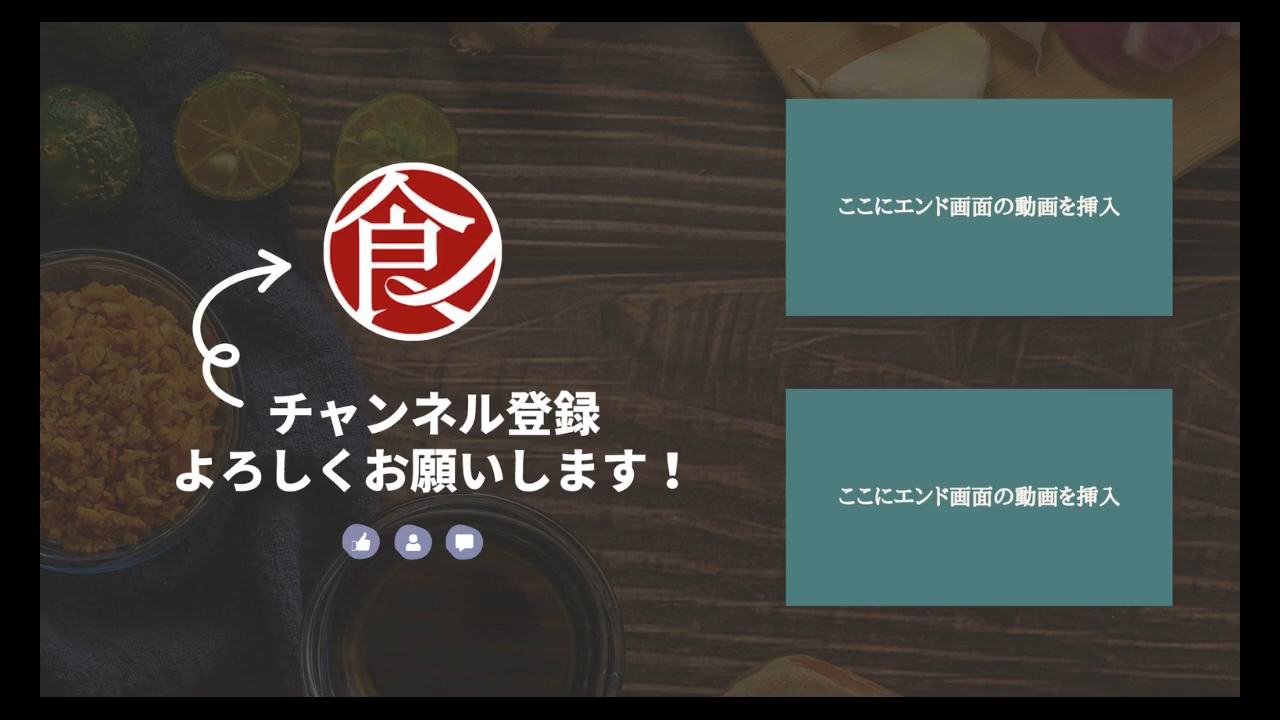 食
チャンネル登録
よろしくお願いします！
ここにエンド画面の動画を挿入
ここにエンド画面の動画を挿入